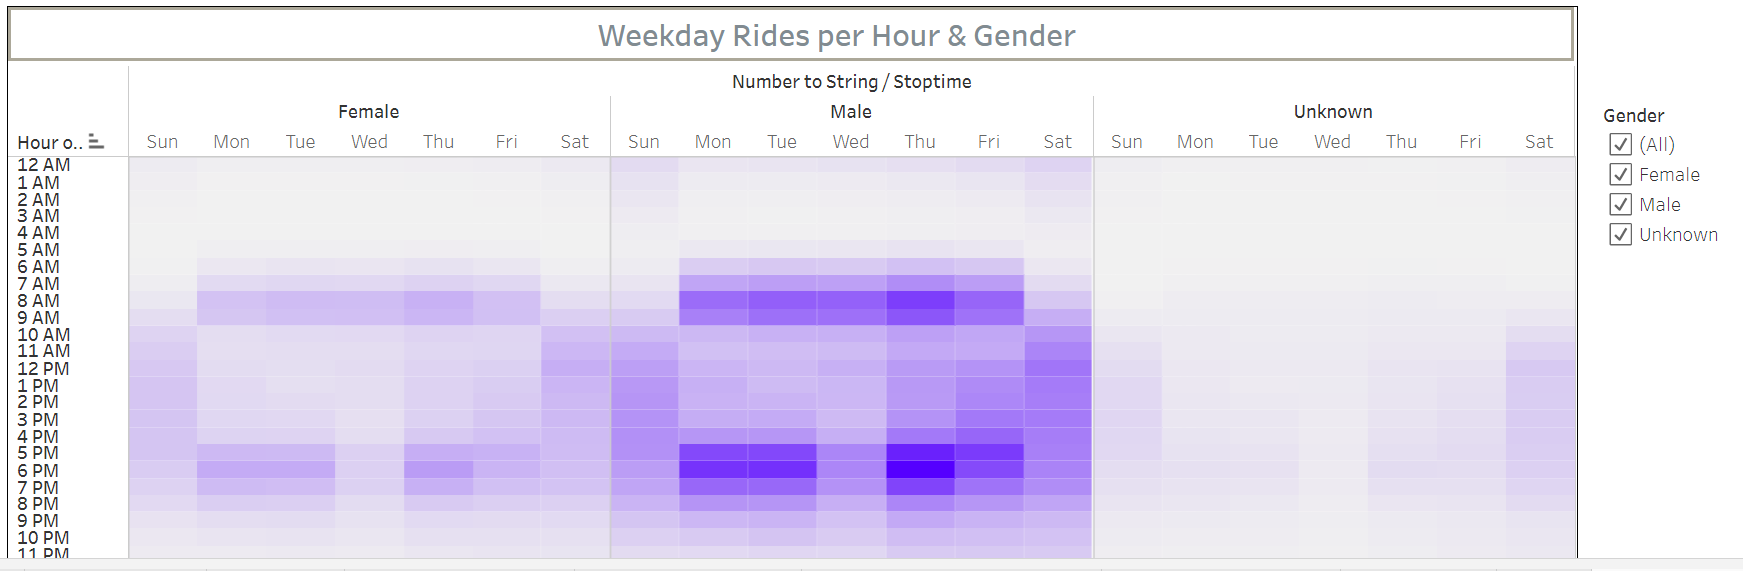 Weekday Rides per Hour & Gender
Number to String / Stoptime
Female Male Unknown
Hour o.. Sun Mon Tue Wed Thu Fri Sat Sun Mon Tue Wed Thu Fri Sat Sun Mon Tue Wed Thu Fri Sat
12 AM
1 AM
2 AM
3 AM
4 AM
5 AM
6 AM
7 AM
8 AM
9 AM
10 AM
11 AM
12 PM
1 PM
2 PM
3 PM
4 PM
5 PM
6 PM
7 PM
8 PM
9 PM
10 PM
11 PM
Gender
(All)
Female
Male
Unknown